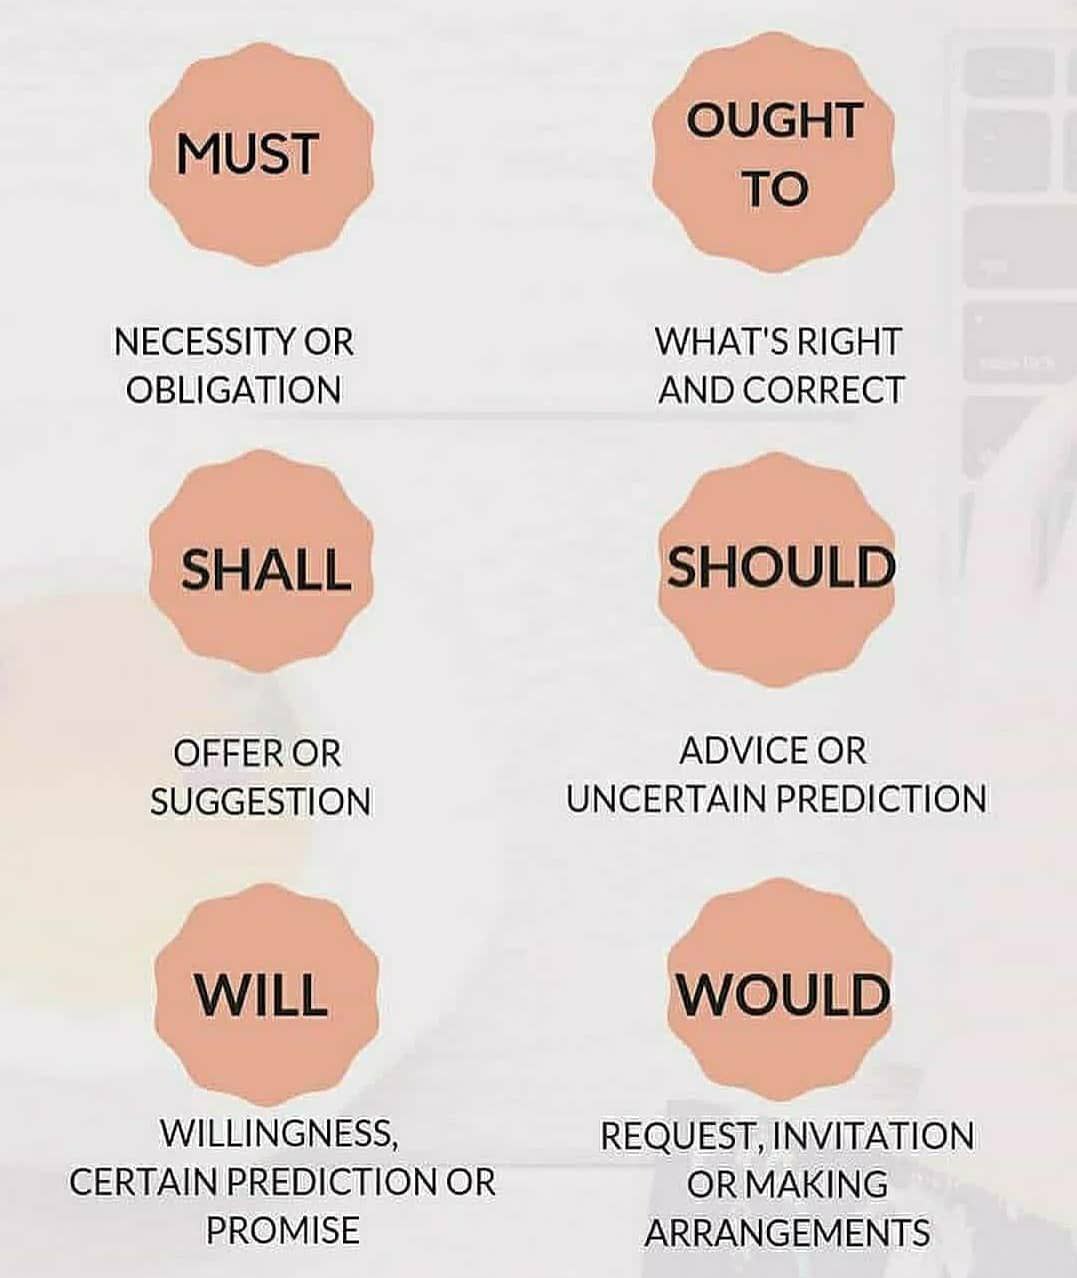 MUST
NECESSITY OR
OBLIGATION
OUGHT
TO
WHAT'S RIGHT
AND CORRECT
SHALL
OFFER OR
SUGGESTION
SHOULD
ADVICE OR
UNCERTAIN PREDICTION
WILL
WILLINGNESS,
CERTAIN PREDICTION OR
PROMISE
WOULD
REQUEST, INVITATION
OR MAKING
ARRANGEMENTS